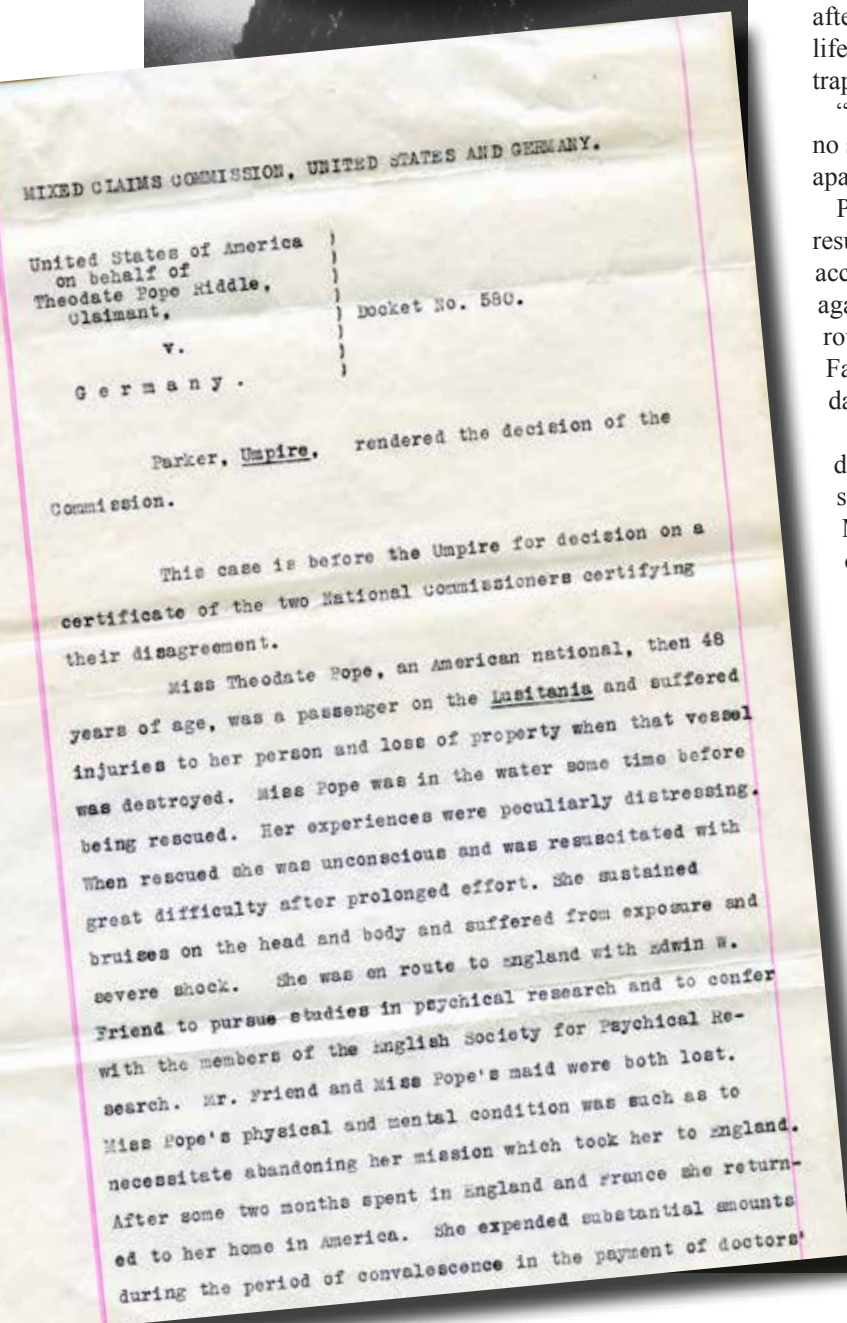 MIXED CLAIMS COMMISSION, UNITED STATES AND GERMANY.
United States of America )
on behalf of )
Theodate Pope Riddle, )
Claimant, ) Docket No. 580.
v. )
Germany. )
Parker, Umpire, rendered the decision of the
Commission.
This case is before the Umpire for decision on a
certificate of the two National Commissioners certifying
their disagreement.
Miss Theodate Pope, an American national, then 48
years of age, was a passenger on the Lusitania and suffered
injuries to her person and loss of property when that vessel
was destroyed. Miss Pope was in the water some time before
being rescued. Her experiences were peculiarly distressing.
When rescued she was unconscious and was resuscitated with
great difficulty after prolonged effort. She sustained
bruises on the head and body and suffered from exposure and
severe shock. She was en route to England with Edwin W.
Friend to pursue studies in psychical research and to confer
with the members of the English Society for Psychical Re-
search. Mr. Friend and Miss Pope's maid were both lost.
Miss Pope's physical and mental condition was such as to
necessitate abandoning her mission which took her to England.
After some two months spent in England and France she return-
ed to her home in America. She expended substantial amounts
during the period of convalescence in the payment of doctors'
life
trap
“
no
apa
P
resu
acc
aga
rou
Fa
da